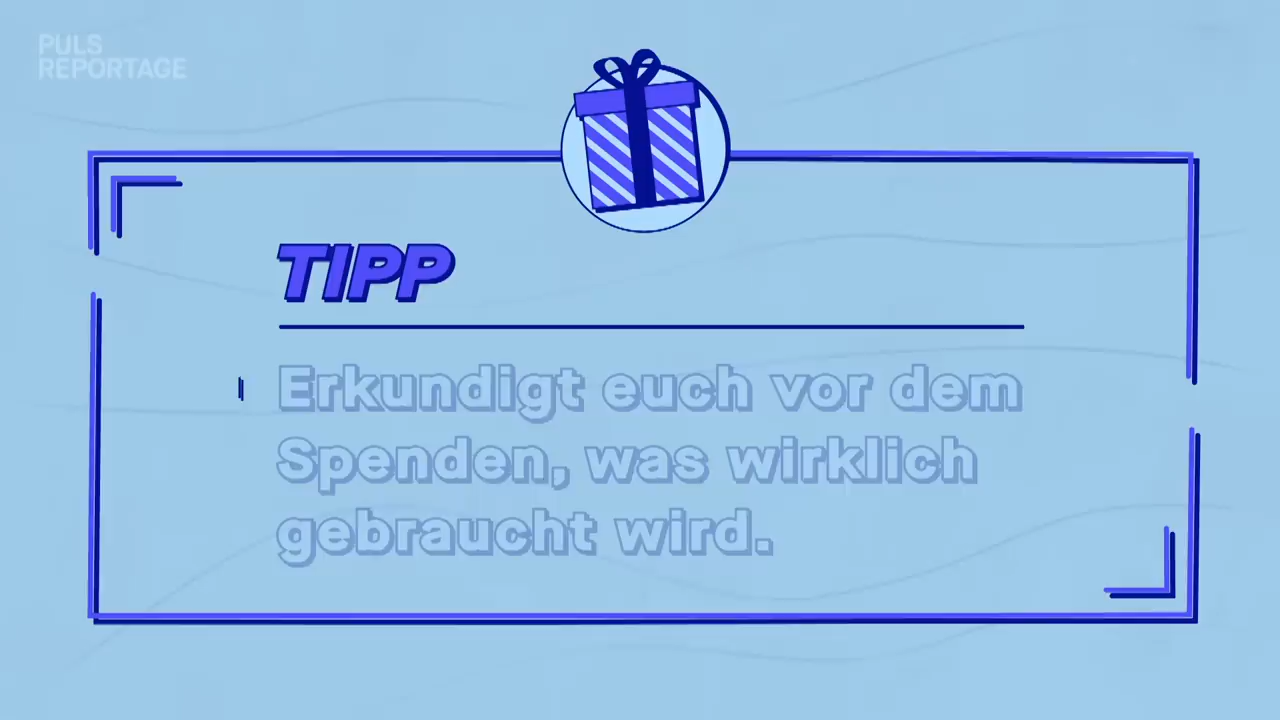 PULS
REPORTAGE
TIPP
Erkundigt euch vor dem
Spenden, was wirklich
gebraucht wird.